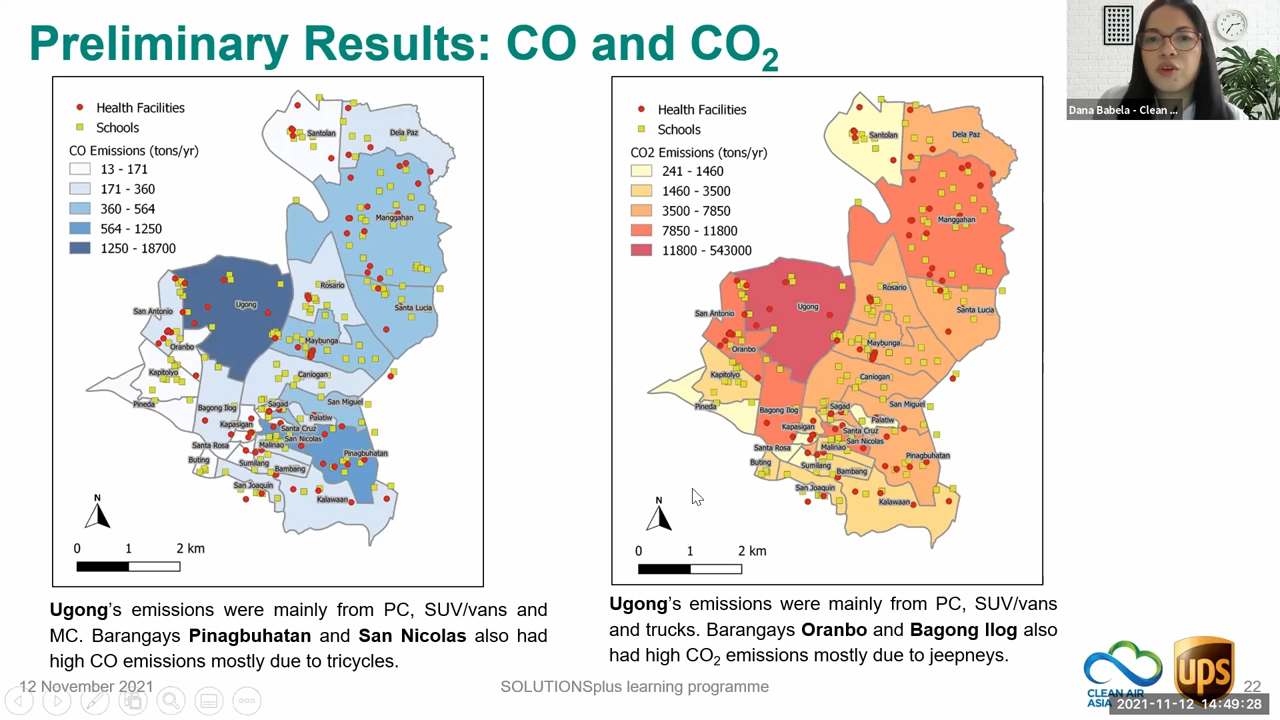 Preliminary Results: CO and CO2
Dana Babela - Clean ...
Health Facilities
Schools
CO Emissions (tons/yr)
13 - 171
171 - 360
360 - 564
564 - 1250
1250 - 18700
Santolan
Dela Paz
Manggahan
Rosario
Santa Lucia
Ugong
San Antonio
Maybunga
Oranbo
Kapitolyo
Caniogan
Pineda
Bagong Ilog
Sagad
San Miguel
Palatiw
Kapasigan
Santa Cruz
San Nicolas
Santa Rosa
Malinao
Pinagbuhatan
Buting
Sumilang
Bambang
San Joaquin
Kalawaan
N
0 1 2 km
Health Facilities
Schools
CO2 Emissions (tons/yr)
241 - 1460
1460 - 3500
3500 - 7850
7850 - 11800
11800 - 543000
Santolan
Dela Paz
Manggahan
Rosario
Santa Lucia
Ugong
San Antonio
Maybunga
Oranbo
Kapitolyo
Caniogan
Pineda
Bagong Ilog
Sagad
San Miguel
Palatiw
Kapasigan
Santa Cruz
San Nicolas
Santa Rosa
Malinao
Pinagbuhatan
Buting
Sumilang
Bambang
San Joaquin
Kalawaan
N
0 1 2 km
Ugong's emissions were mainly from PC, SUV/vans and
MC. Barangays Pinagbuhatan and San Nicolas also had
high CO emissions mostly due to tricycles.
Ugong's emissions were mainly from PC, SUV/vans
and trucks. Barangays Oranbo and Bagong Ilog also
had high CO2 emissions mostly due to jeepneys.
12 November 2021
SOLUTIONSplus learning programme
CLEAN AIR
ASIA
ups
22
2021-11-12 14:49:28